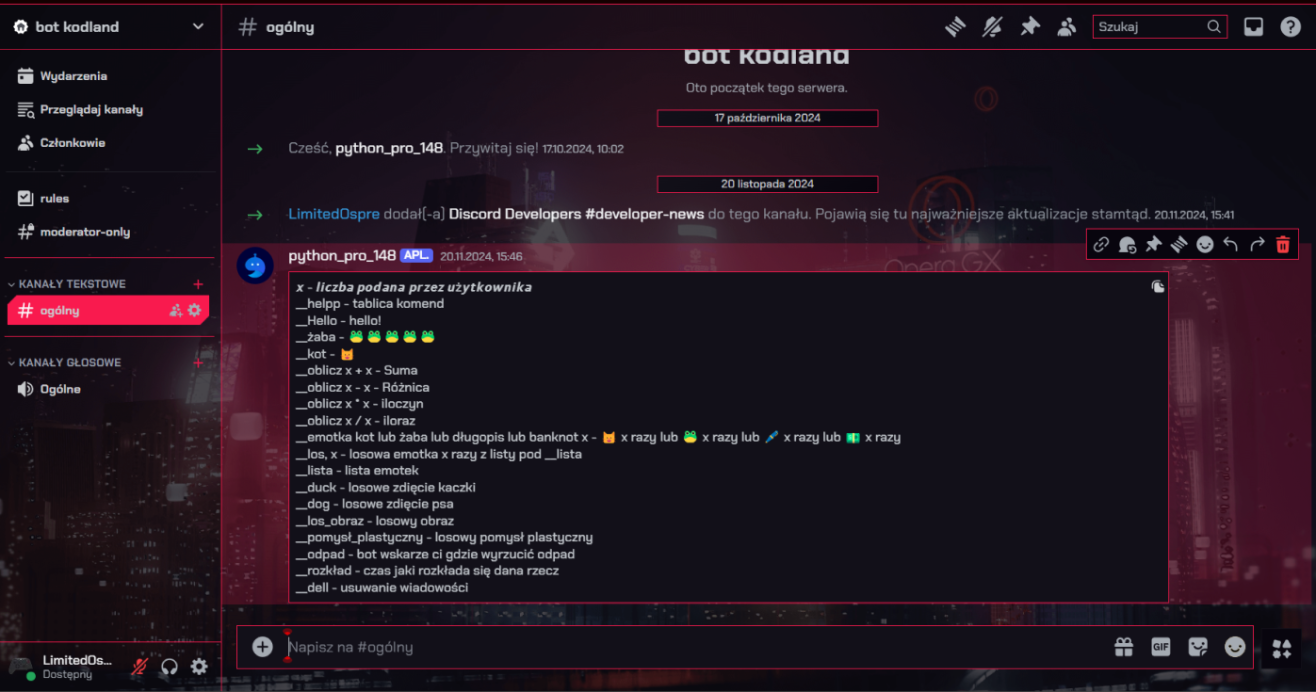 bot kodland
# ogólny
Szukaj
Wydarzenia
Przeglądaj kanały
Członkowie
rules
moderator-only
KANAŁY TEKSTOWE
ogólny
KANAŁY GŁOSOWE
Ogólne
LimitedOs...
Dostępny
bot kodland
Oto początek tego serwera.
17 października 2024
Cześć, python_pro_148. Przywitaj się! 17.10.2024, 10:02
20 listopada 2024
LimitedOspre dodał(-a) Discord Developers #developer-news do tego kanału. Pojawią się tu najważniejsze aktualizacje stamtąd. 20.11.2024, 15:41
Opera GX
python_pro_148 APL 20.11.2024, 15:46
x - liczba podana przez użytkownika
__helpp - tablica komend
__Hello - hello!
__żaba - 🐸 🐸 🐸 🐸 🐸
__kot - 🐱
__oblicz x + x - Suma
__oblicz x - x - Różnica
__oblicz x * x - iloczyn
__oblicz x / x - iloraz
__emotka kot lub żaba lub długopis lub banknot x - 🐱 x razy lub 🐸 x razy lub 🖊️ x razy lub 💵 x razy
__los, x - losowa emotka x razy z listy pod __lista
__lista - lista emotek
__duck - losowe zdięcie kaczki
__dog - losowe zdięcie psa
__los_obraz - losowy obraz
__pomysł_plastyczny - losowy pomysł plastyczny
__odpad - bot wskarze ci gdzie wyrzucić odpad
__rozkład - czas jaki rozkłada się dana rzecz
__dell - usuwanie wiadowości
Napisz na #ogólny
GIF